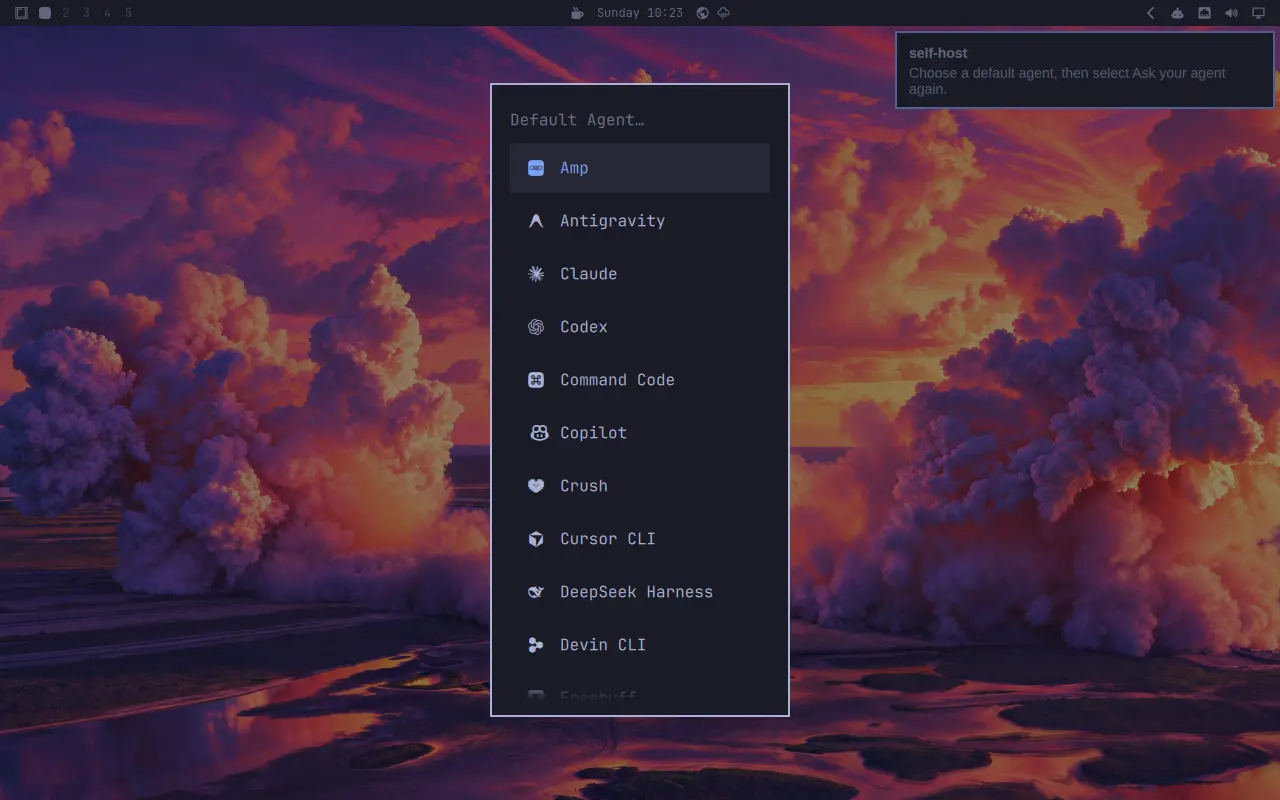 2 3 4 5
Sunday 10:23
self-host
Choose a default agent, then select Ask your agent
again.
Default Agent…
Amp
Antigravity
Claude
Codex
Command Code
Copilot
Crush
Cursor CLI
DeepSeek Harness
Devin CLI